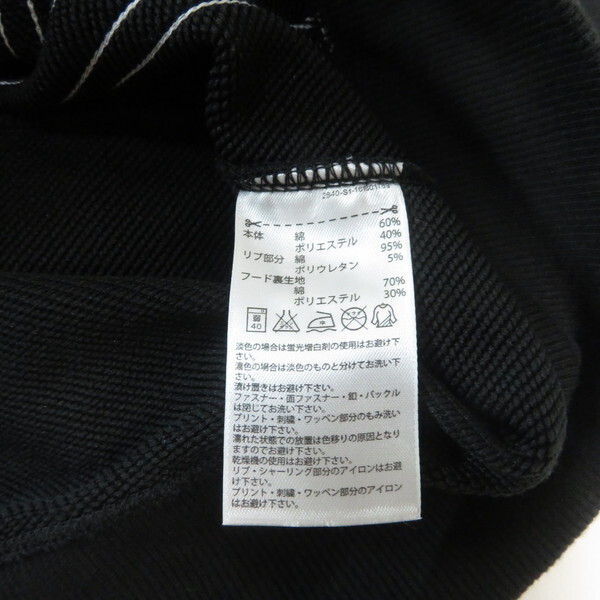 本体 綿 60%
ポリエステル 40%
リブ部分 綿 95%
ポリウレタン 5%
フード裏生地
綿 70%
ポリエステル 30%
弱 40
淡色の場合は蛍光増白剤の使用はお避け下
さい。
濃色の場合は淡色のものと分けてお洗い下
さい。
漬け置きはお避け下さい。
ファスナー・面ファスナー・釦・バックル
は閉じてお洗い下さい。
プリント・刺繍・ワッペン部分のもみ洗い
はお避け下さい。
濡れた状態での放置は色移りの原因となり
ますのでお避け下さい。
乾燥機の使用はお避け下さい。
リブ・シャーリング部分のアイロンはお避
け下さい。
プリント・刺繍・ワッペン部分のアイロン
はお避け下さい。